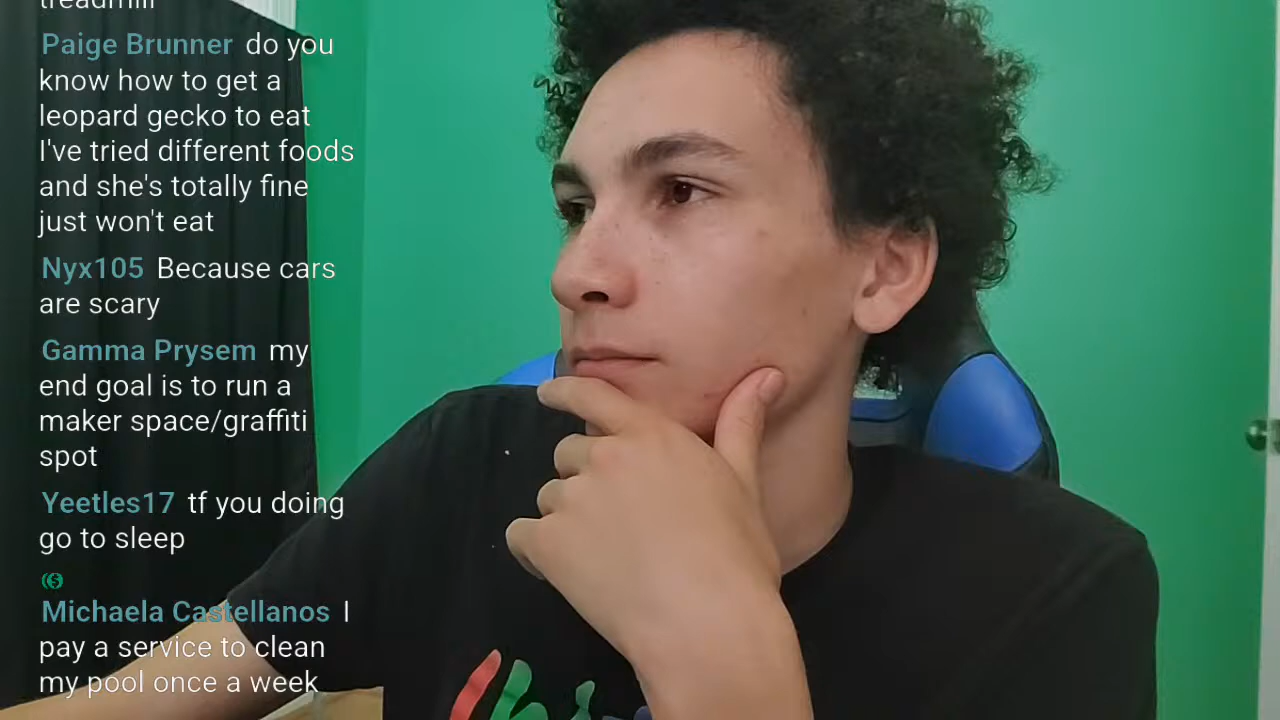 treadmill
Paige Brunner do you
know how to get a
leopard gecko to eat
I've tried different foods
and she's totally fine
just won't eat
Nyx105 Because cars
are scary
Gamma Prysem my
end goal is to run a
maker space/graffiti
spot
Yeetles17 tf you doing
go to sleep
Michaela Castellanos I
pay a service to clean
my pool once a week